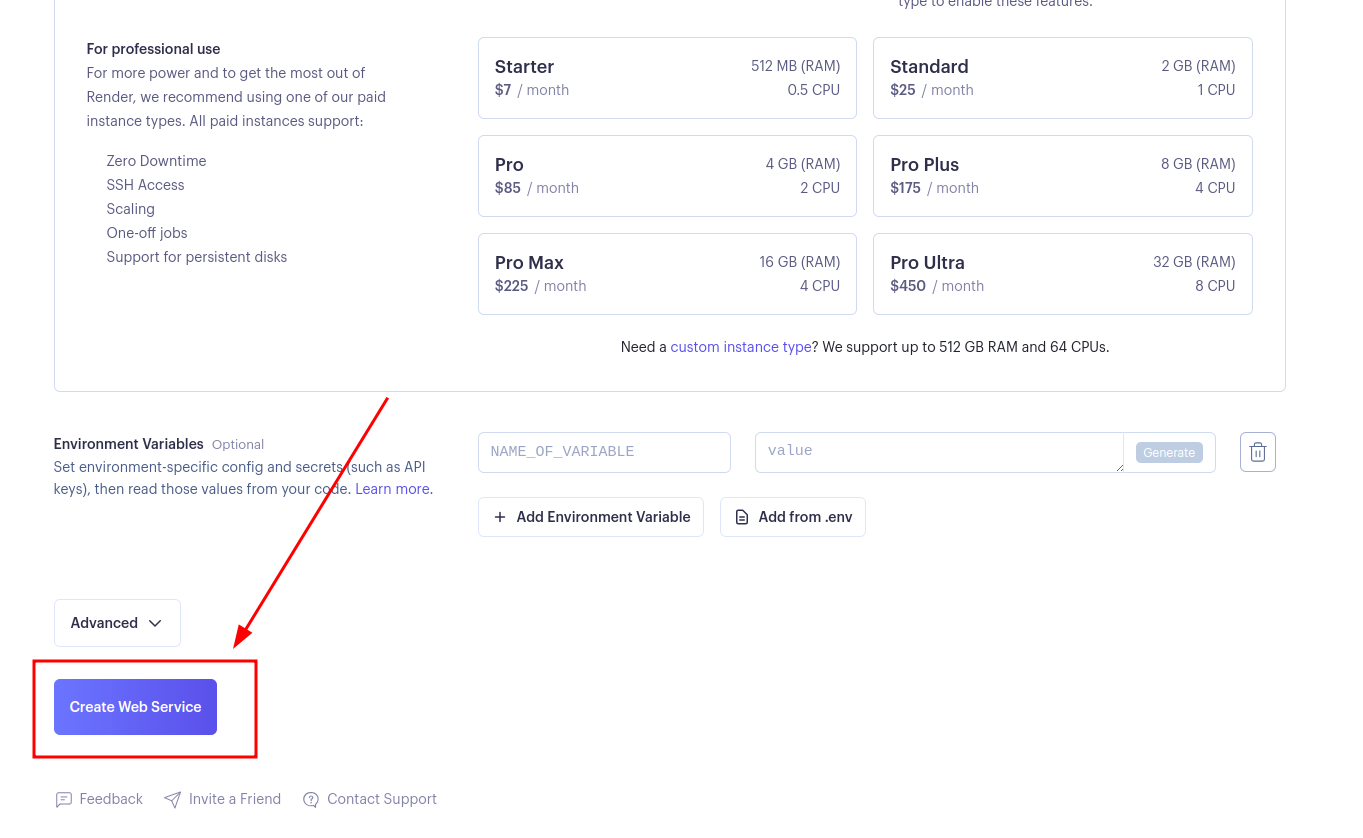 type to enable these features.
For professional use
For more power and to get the most out of
Render, we recommend using one of our paid
instance types. All paid instances support:
Zero Downtime
SSH Access
Scaling
One-off jobs
Support for persistent disks
Starter 512 MB (RAM)
$7 / month 0.5 CPU
Standard 2 GB (RAM)
$25 / month 1 CPU
Pro 4 GB (RAM)
$85 / month 2 CPU
Pro Plus 8 GB (RAM)
$175 / month 4 CPU
Pro Max 16 GB (RAM)
$225 / month 4 CPU
Pro Ultra 32 GB (RAM)
$450 / month 8 CPU
Need a custom instance type? We support up to 512 GB RAM and 64 CPUs.
Environment Variables Optional
Set environment-specific config and secrets (such as API
keys), then read those values from your code. Learn more.
NAME_OF_VARIABLE value Generate
Add Environment Variable Add from .env
Advanced
Create Web Service
Feedback Invite a Friend Contact Support